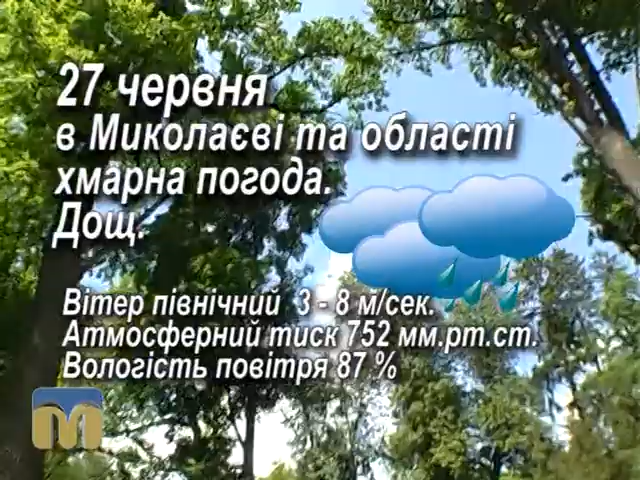 27 червня
в Миколаєві та області
хмарна погода.
Дощ.
Вітер північний 3 - 8 м/сек.
Атмосферний тиск 752 мм.рт.ст.
Вологість повітря 87 %
М